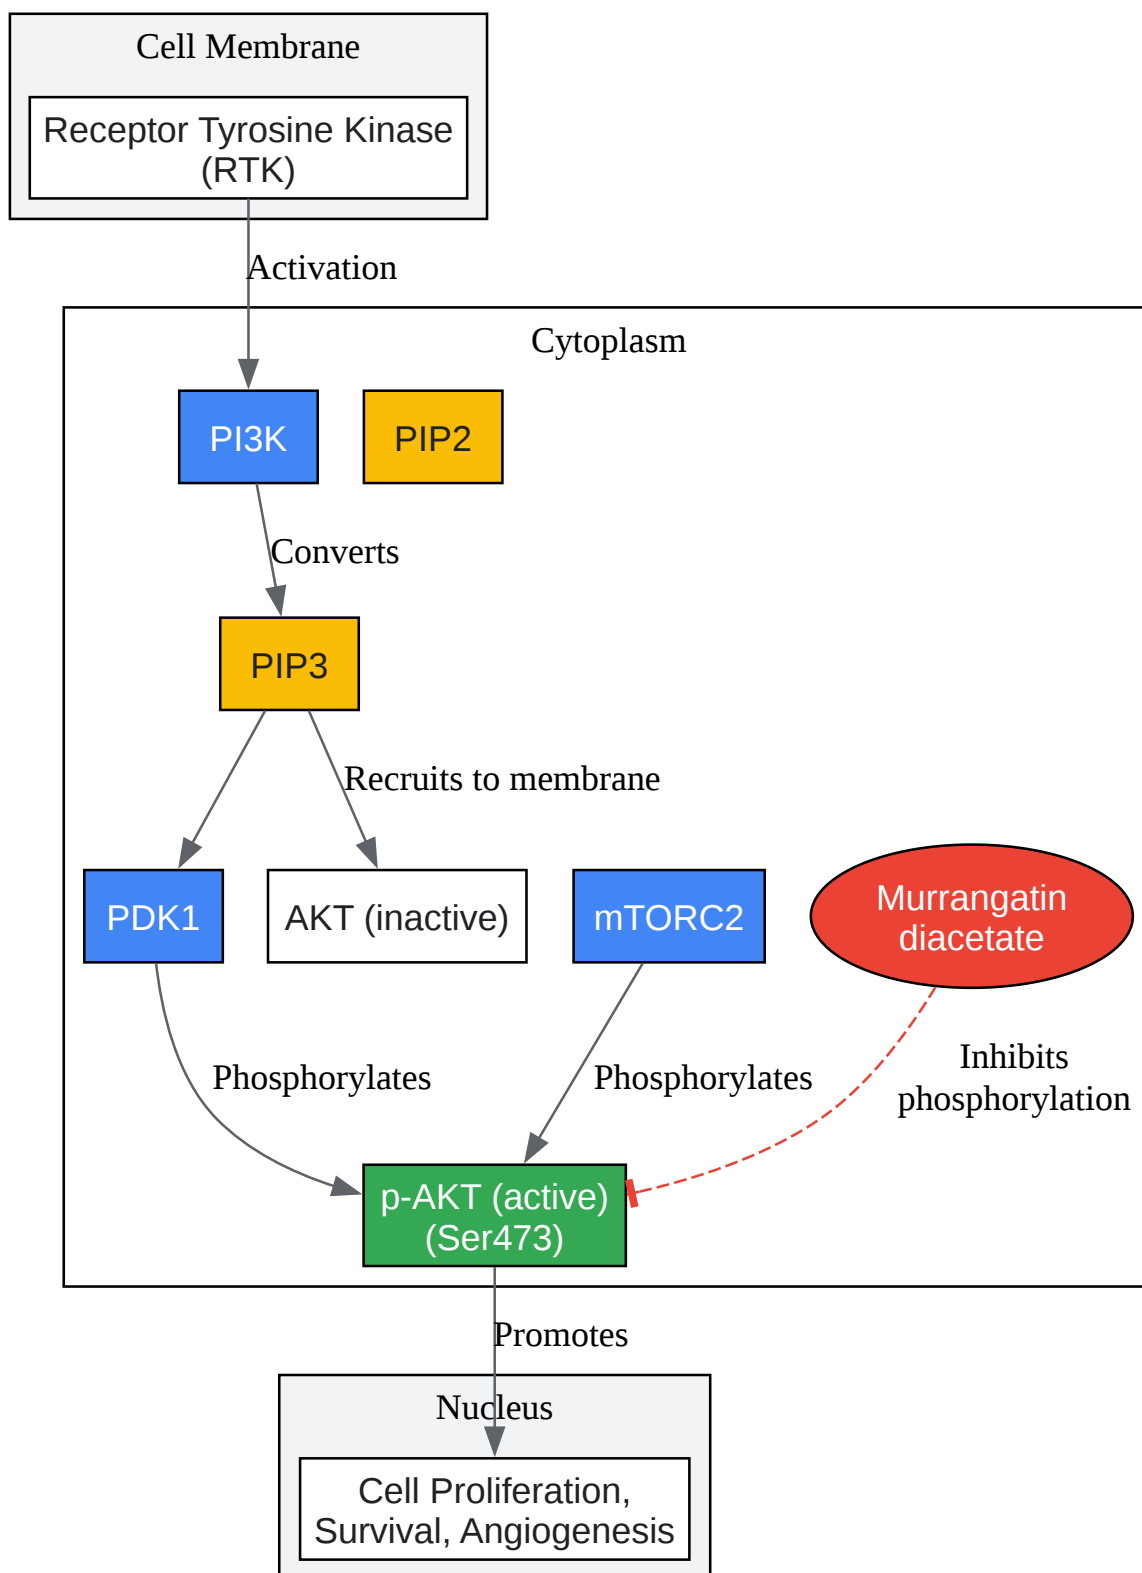 Cell Membrane
Receptor Tyrosine Kinase
(RTK)
Activation
Cytoplasm
PI3K
PIP2
Converts
PIP3
Recruits to membrane
PDK1
AKT (inactive)
mTORC2
Murrangatin
diacetate
Phosphorylates
Phosphorylates
Inhibits
phosphorylation
p-AKT (active)
(Ser473)
Promotes
Nucleus
Cell Proliferation,
Survival, Angiogenesis